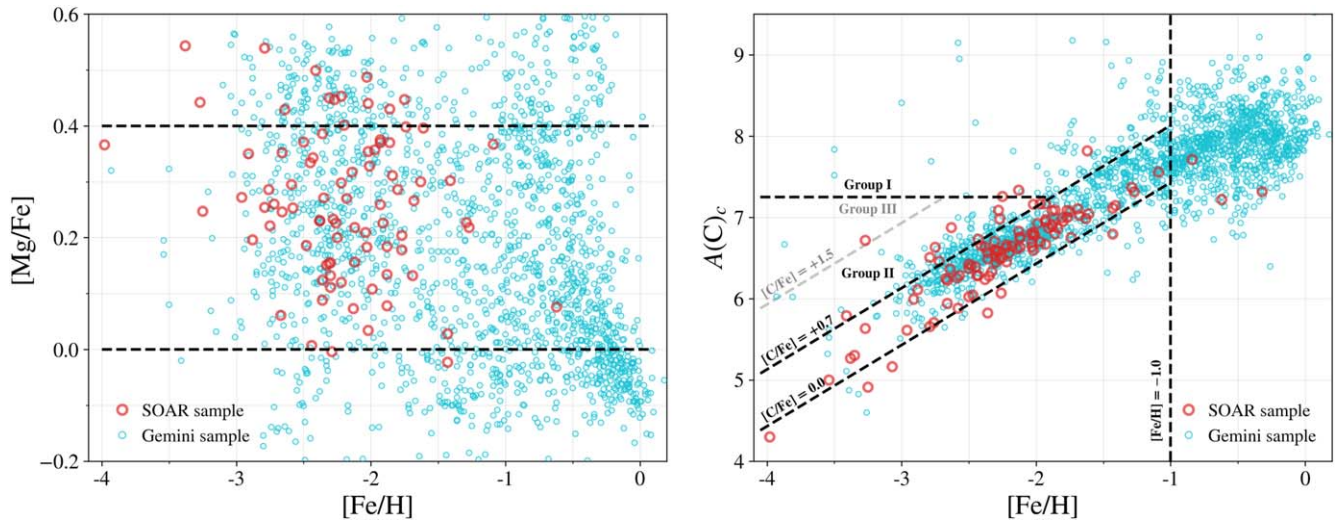 0.6
0.4
[Mg/Fe]
0.2
0.0
−0.2
SOAR sample
Gemini sample
-4
-3
-2
-1
0
[Fe/H]
9
8
A(C)c
7
6
5
4
Group I
Group III
[C/Fe] = +1.5
Group II
[C/Fe] = +0.7
[C/Fe] = 0.0
[Fe/H] = −1.0
SOAR sample
Gemini sample
-4
-3
-2
-1
0
[Fe/H]